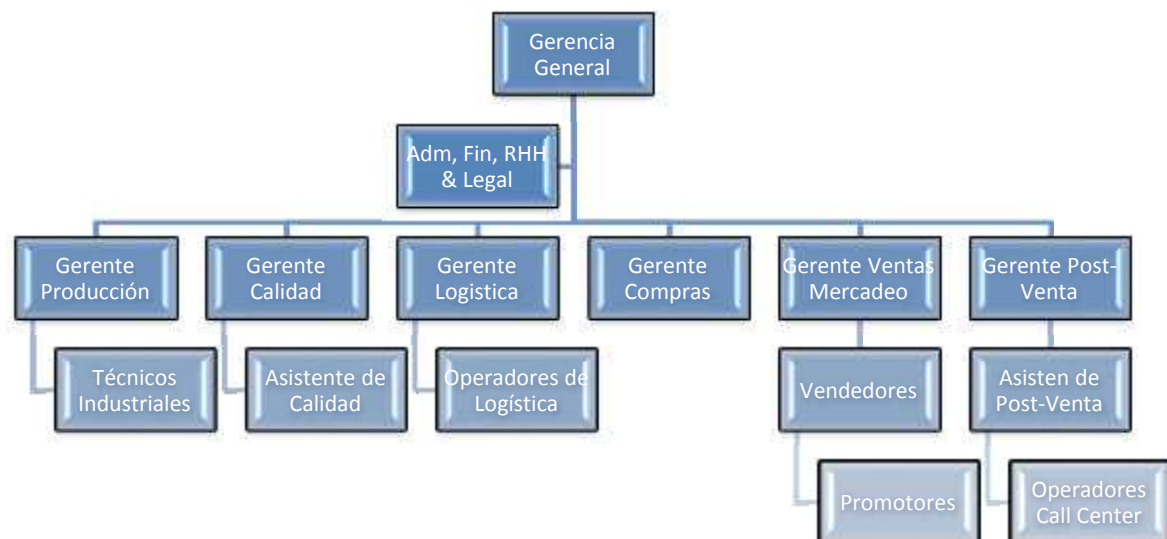 Gerencia
General
Adm, Fin, RHH
& Legal
Gerente
Producción
Gerente
Calidad
Gerente
Logistica
Gerente
Compras
Gerente Ventas
Mercadeo
Gerente Post-
Venta
Técnicos
Industriales
Asistente de
Calidad
Operadores de
Logística
Vendedores
Asisten de
Post-Venta
Promotores
Operadores
Call Center